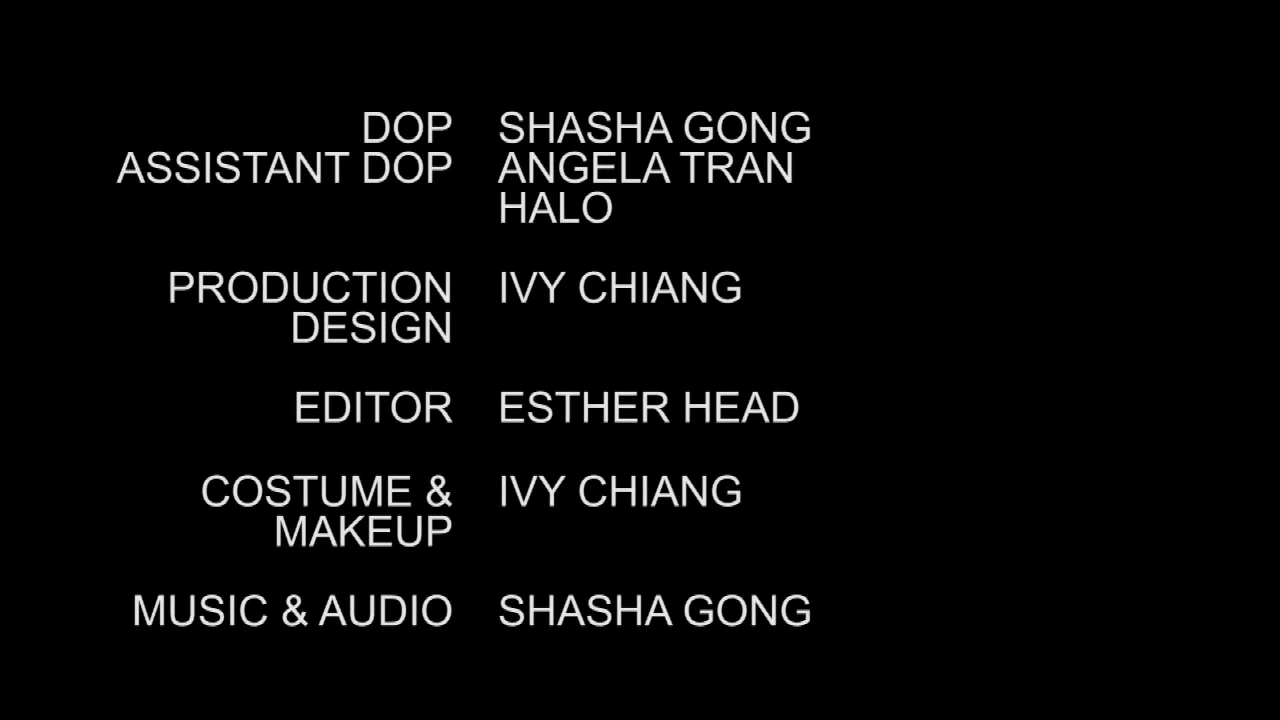 DOP SHASHA GONG
ASSISTANT DOP ANGELA TRAN
HALO
PRODUCTION IVY CHIANG
DESIGN
EDITOR ESTHER HEAD
COSTUME & IVY CHIANG
MAKEUP
MUSIC & AUDIO SHASHA GONG